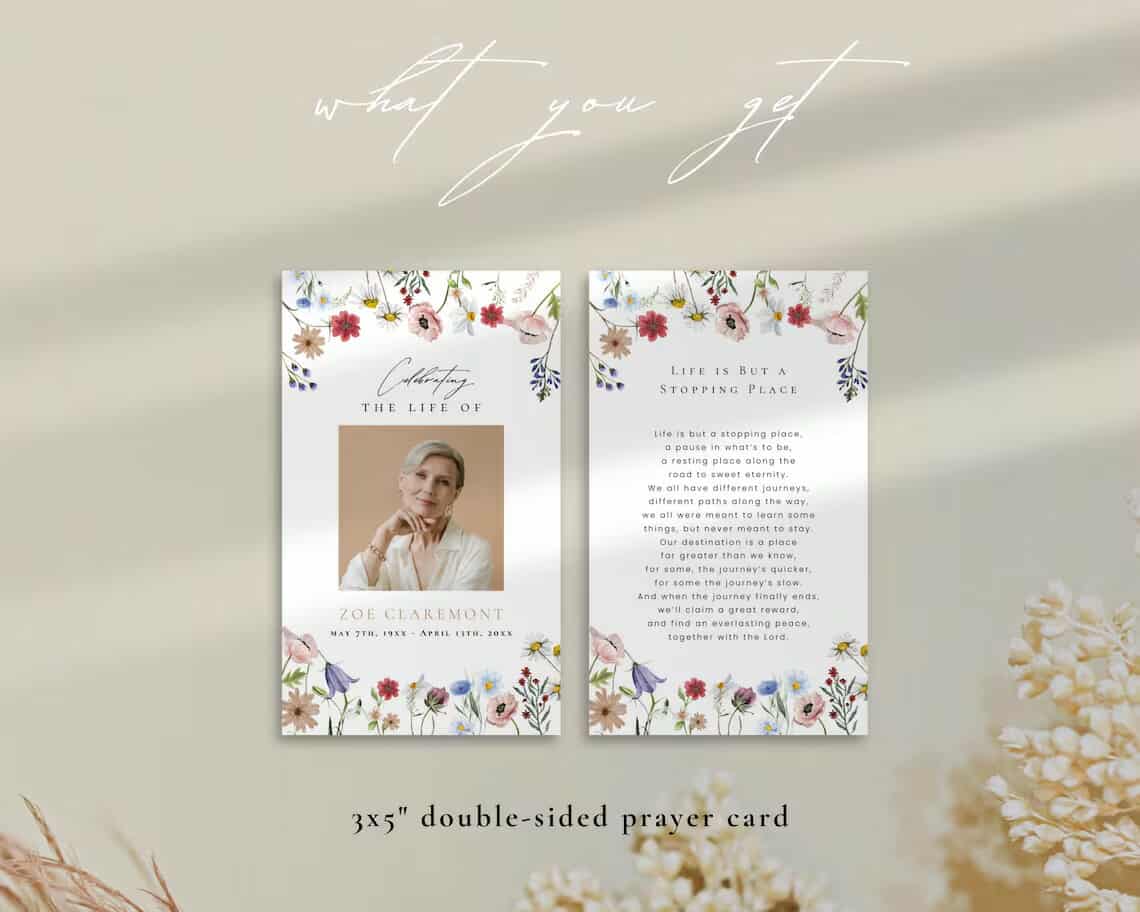 what you get
Celebrating
THE LIFE OF
ZOE CLAREMONT
MAY 7TH, 19XX - APRIL 13TH, 20XX
LIFE IS BUT A
STOPPING PLACE
Life is but a stopping place,
a pause in what's to be,
a resting place along the
road to sweet eternity.
We all have different journeys,
different paths along the way,
we all were meant to learn some
things, but never meant to stay.
Our destination is a place
far greater than we know,
for some, the journey's quicker,
for some the journey's slow.
And when the journey finally ends,
we'll claim a great reward,
and find an everlasting peace,
together with the Lord.
3x5" double-sided prayer card